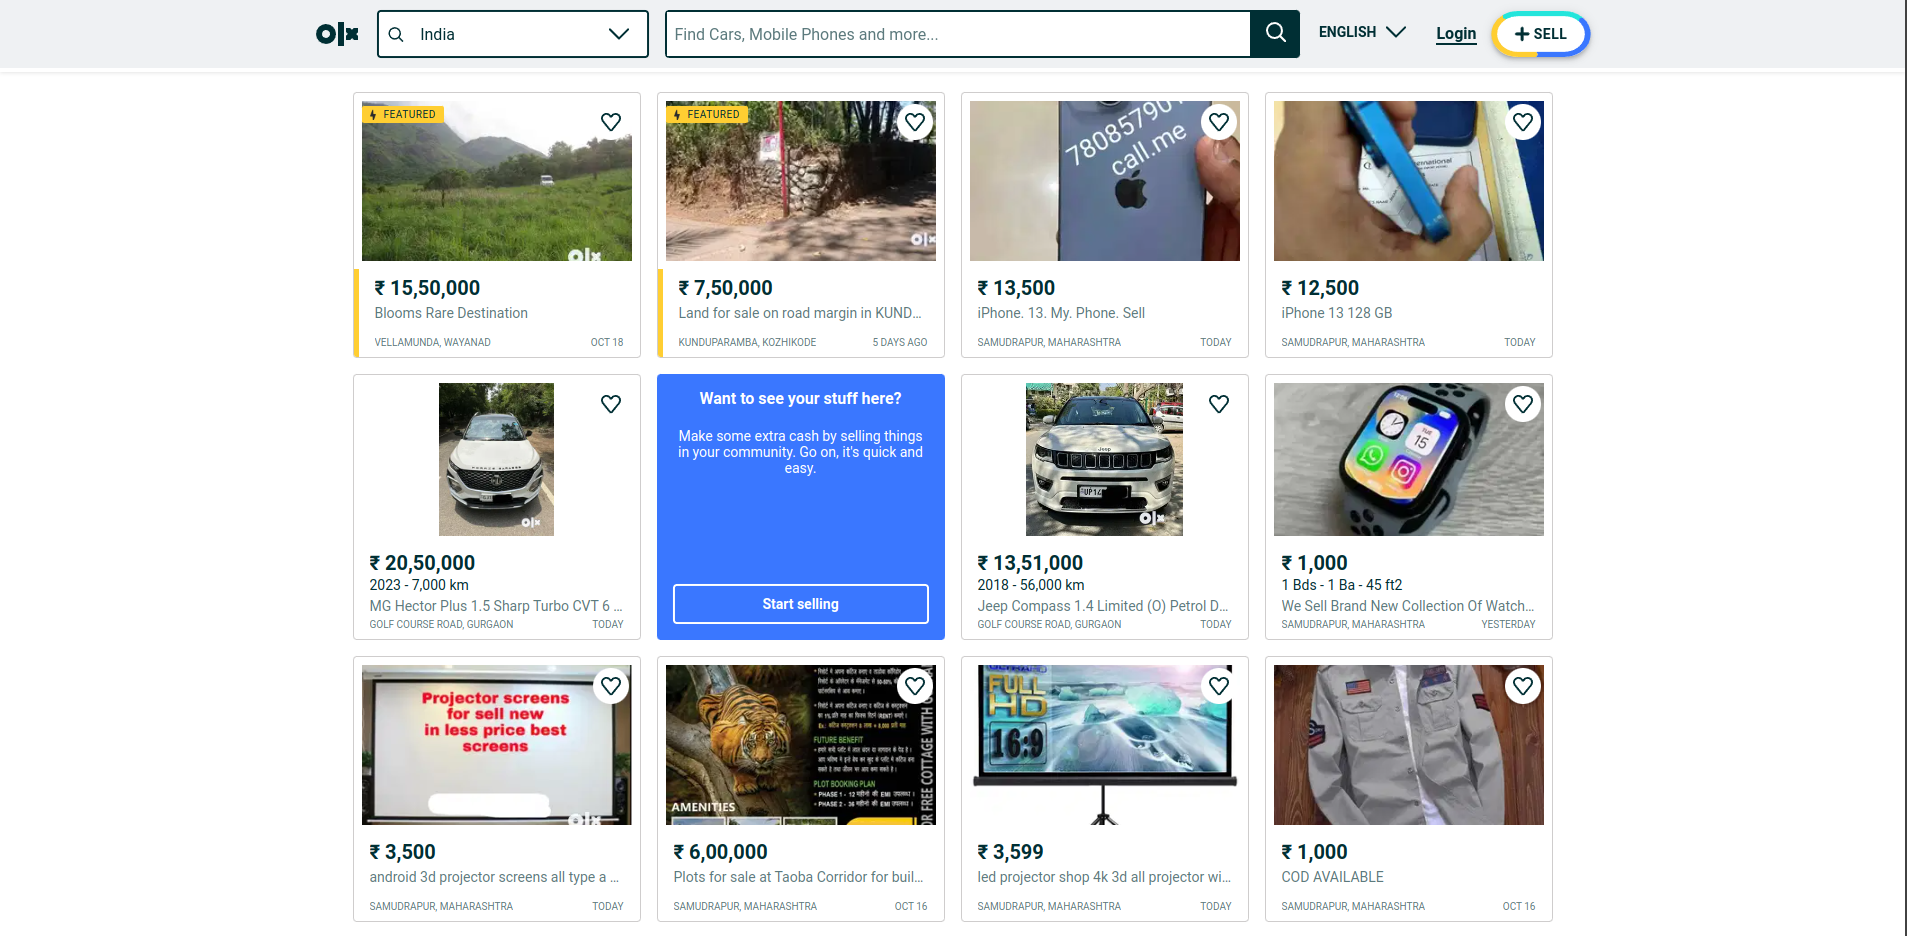 olx
India
Find Cars, Mobile Phones and more...
ENGLISH
Login
SELL
FEATURED
olx
₹ 15,50,000
Blooms Rare Destination
VELLAMUNDA, WAYANAD OCT 18
FEATURED
olx
₹ 7,50,000
Land for sale on road margin in KUND...
KUNDUPARAMBA, KOZHIKODE 5 DAYS AGO
call.me
₹ 13,500
iPhone. 13. My. Phone. Sell
SAMUDRAPUR, MAHARASHTRA TODAY
₹ 12,500
iPhone 13 128 GB
SAMUDRAPUR, MAHARASHTRA TODAY
olx
₹ 20,50,000
2023 - 7,000 km
MG Hector Plus 1.5 Sharp Turbo CVT 6 ...
GOLF COURSE ROAD, GURGAON TODAY
Want to see your stuff here?
Make some extra cash by selling things
in your community. Go on, it's quick and
easy.
Start selling
Jeep
UP14
olx
₹ 13,51,000
2018 - 56,000 km
Jeep Compass 1.4 Limited (O) Petrol D...
GOLF COURSE ROAD, GURGAON TODAY
Tue
15
₹ 1,000
1 Bds - 1 Ba - 45 ft2
We Sell Brand New Collection Of Watch...
SAMUDRAPUR, MAHARASHTRA YESTERDAY
Projector screens
for sell new
in less price best
screens
olx
₹ 3,500
android 3d projector screens all type a ...
SAMUDRAPUR, MAHARASHTRA TODAY
FUTURE BENEFIT
PLOT BOOKING PLAN
AMENITIES
OR FREE COTTAGE WITH
₹ 6,00,000
Plots for sale at Taoba Corridor for buil...
SAMUDRAPUR, MAHARASHTRA OCT 16
FULL
HD
16:9
₹ 3,599
led projector shop 4k 3d all projector wi...
SAMUDRAPUR, MAHARASHTRA TODAY
₹ 1,000
COD AVAILABLE
SAMUDRAPUR, MAHARASHTRA OCT 16